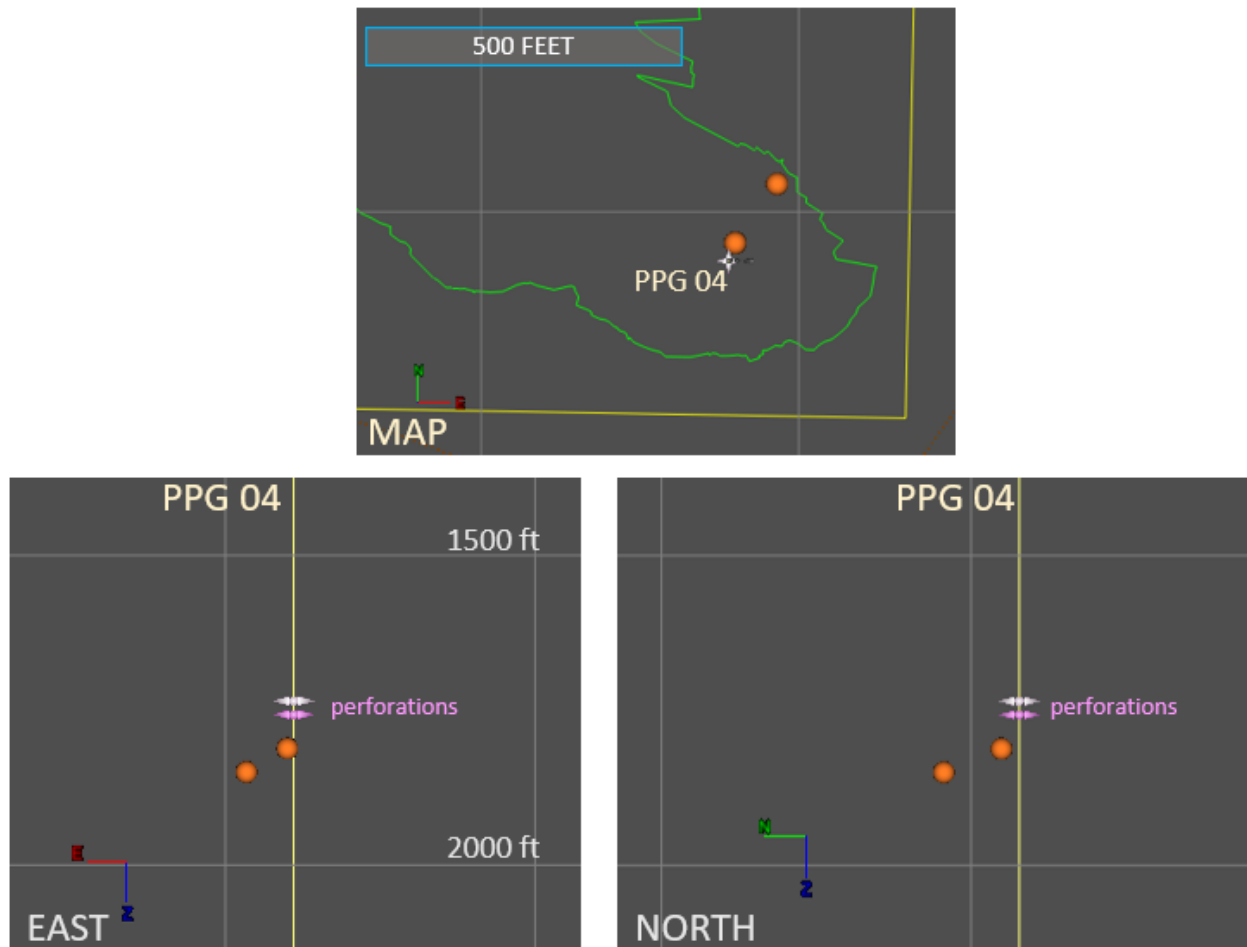 500 FEET
PPG 04
N
E
MAP
PPG 04
1500 ft
perforations
2000 ft
E
Z
EAST
PPG 04
perforations
N
Z
NORTH